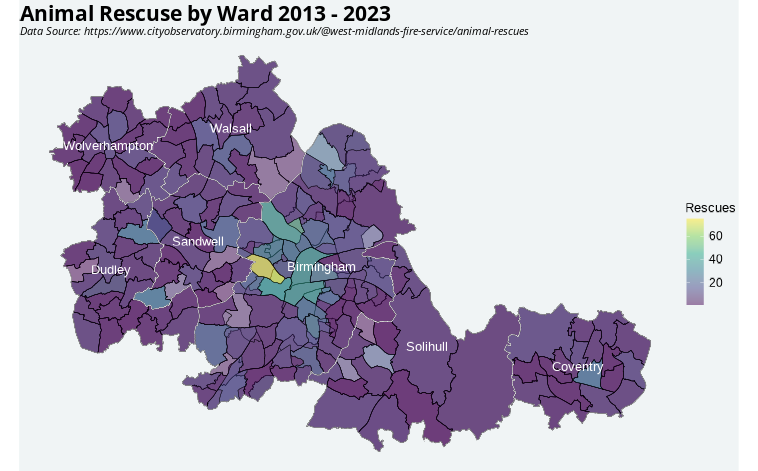 Animal Rescuse by Ward 2013 - 2023
Data Source: https://www.cityobservatory.birmingham.gov.uk/@west-midlands-fire-service/animal-rescues
Walsall
Wolverhampton
Rescues
60
40
20
Sandwell
Dudley
Birmingham
Solihull
Coventry